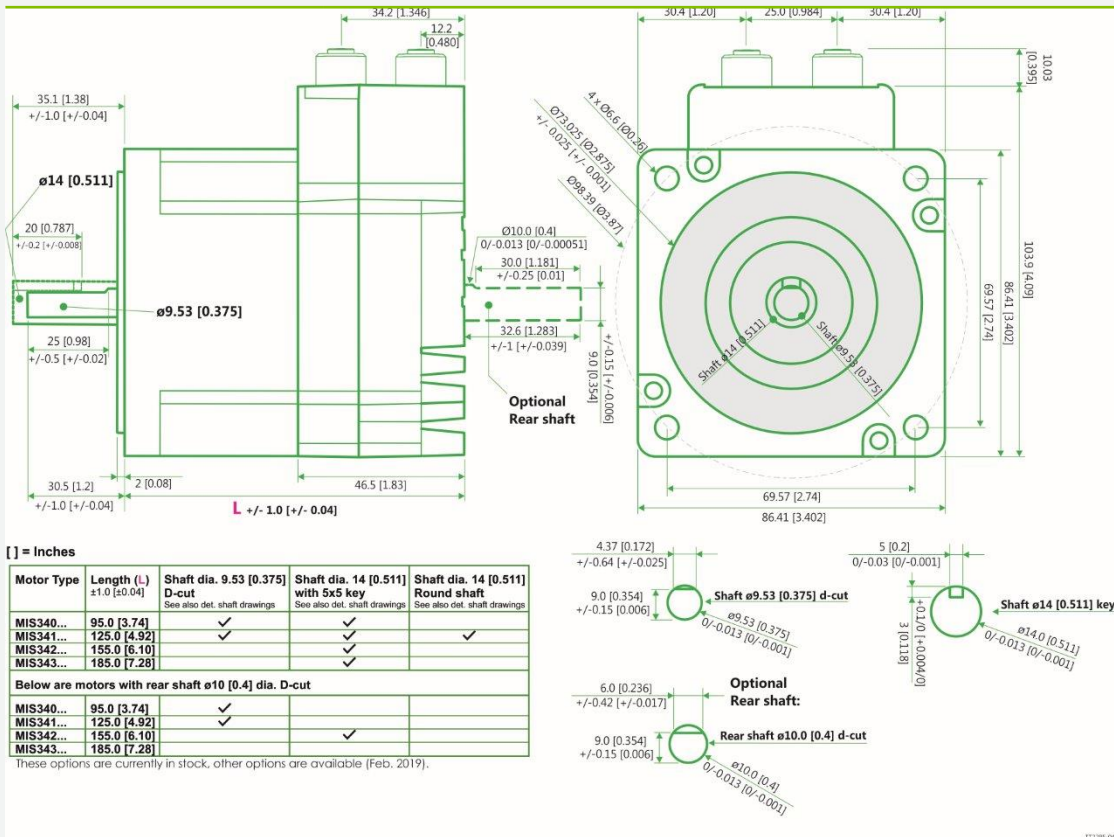 34.2 [1.346]
12.2
[0.480]
30.4 [1.20]
25.0 [0.984]
30.4 [1.20]
10.03
[0.395]
35.1 [1.38]
+/-1.0 [+/-0.04]
4 x Ø6.6 [Ø0.26]
Ø73.025 [Ø2.875]
+/- 0.025 [+/- 0.001]
Ø98.39 [Ø3.87]
ø14 [0.511]
20 [0.787]
+/-0.2 [+/-0.008]
Ø10.0 [0.4]
0/-0.013 [0/-0.00051]
30.0 [1.181]
+/-0.25 [0.01]
ø9.53 [0.375]
32.6 [1.283]
+/-1 [+/-0.039]
25 [0.98]
+/-0.5 [+/-0.02]
+/-0.15 [+/-0.006]
9.0 [0.354]
Optional
Rear shaft
Shaft ø14 [0.511]
Shaft ø9.53 [0.375]
69.57 [2.74]
86.41 [3.402]
103.9 [4.09]
30.5 [1.2]
+/-1.0 [+/-0.04]
2 [0.08]
46.5 [1.83]
L +/- 1.0 [+/- 0.04]
69.57 [2.74]
86.41 [3.402]
[ ] = Inches
Motor Type Length (L) ±1.0 [±0.04] Shaft dia. 9.53 [0.375] D-cut See also det. shaft drawings Shaft dia. 14 [0.511] with 5x5 key See also det. shaft drawings Shaft dia. 14 [0.511] Round shaft See also det. shaft drawings
MIS340... 95.0 [3.74] ✓ ✓
MIS341... 125.0 [4.92] ✓ ✓ ✓
MIS342... 155.0 [6.10] ✓
MIS343... 185.0 [7.28] ✓
Below are motors with rear shaft ø10 [0.4] dia. D-cut
MIS340... 95.0 [3.74] ✓
MIS341... 125.0 [4.92] ✓
MIS342... 155.0 [6.10] ✓
MIS343... 185.0 [7.28]
These options are currently in stock, other options are available (Feb. 2019).
4.37 [0.172]
+/-0.64 [+/-0.025]
9.0 [0.354]
+/-0.15 [0.006]
Shaft ø9.53 [0.375] d-cut
ø9.53 [0.375]
0/-0.013 [0/-0.001]
5 [0.2]
0/-0.03 [0/-0.001]
+0.1/0 [+0.004/0]
3 [0.118]
Shaft ø14 [0.511] key
ø14.0 [0.511]
0/-0.013 [0/-0.001]
6.0 [0.236]
+/-0.42 [+/-0.017]
Optional
Rear shaft:
9.0 [0.354]
+/-0.15 [0.006]
Rear shaft ø10.0 [0.4] d-cut
ø10.0 [0.4]
0/-0.013 [0/-0.001]